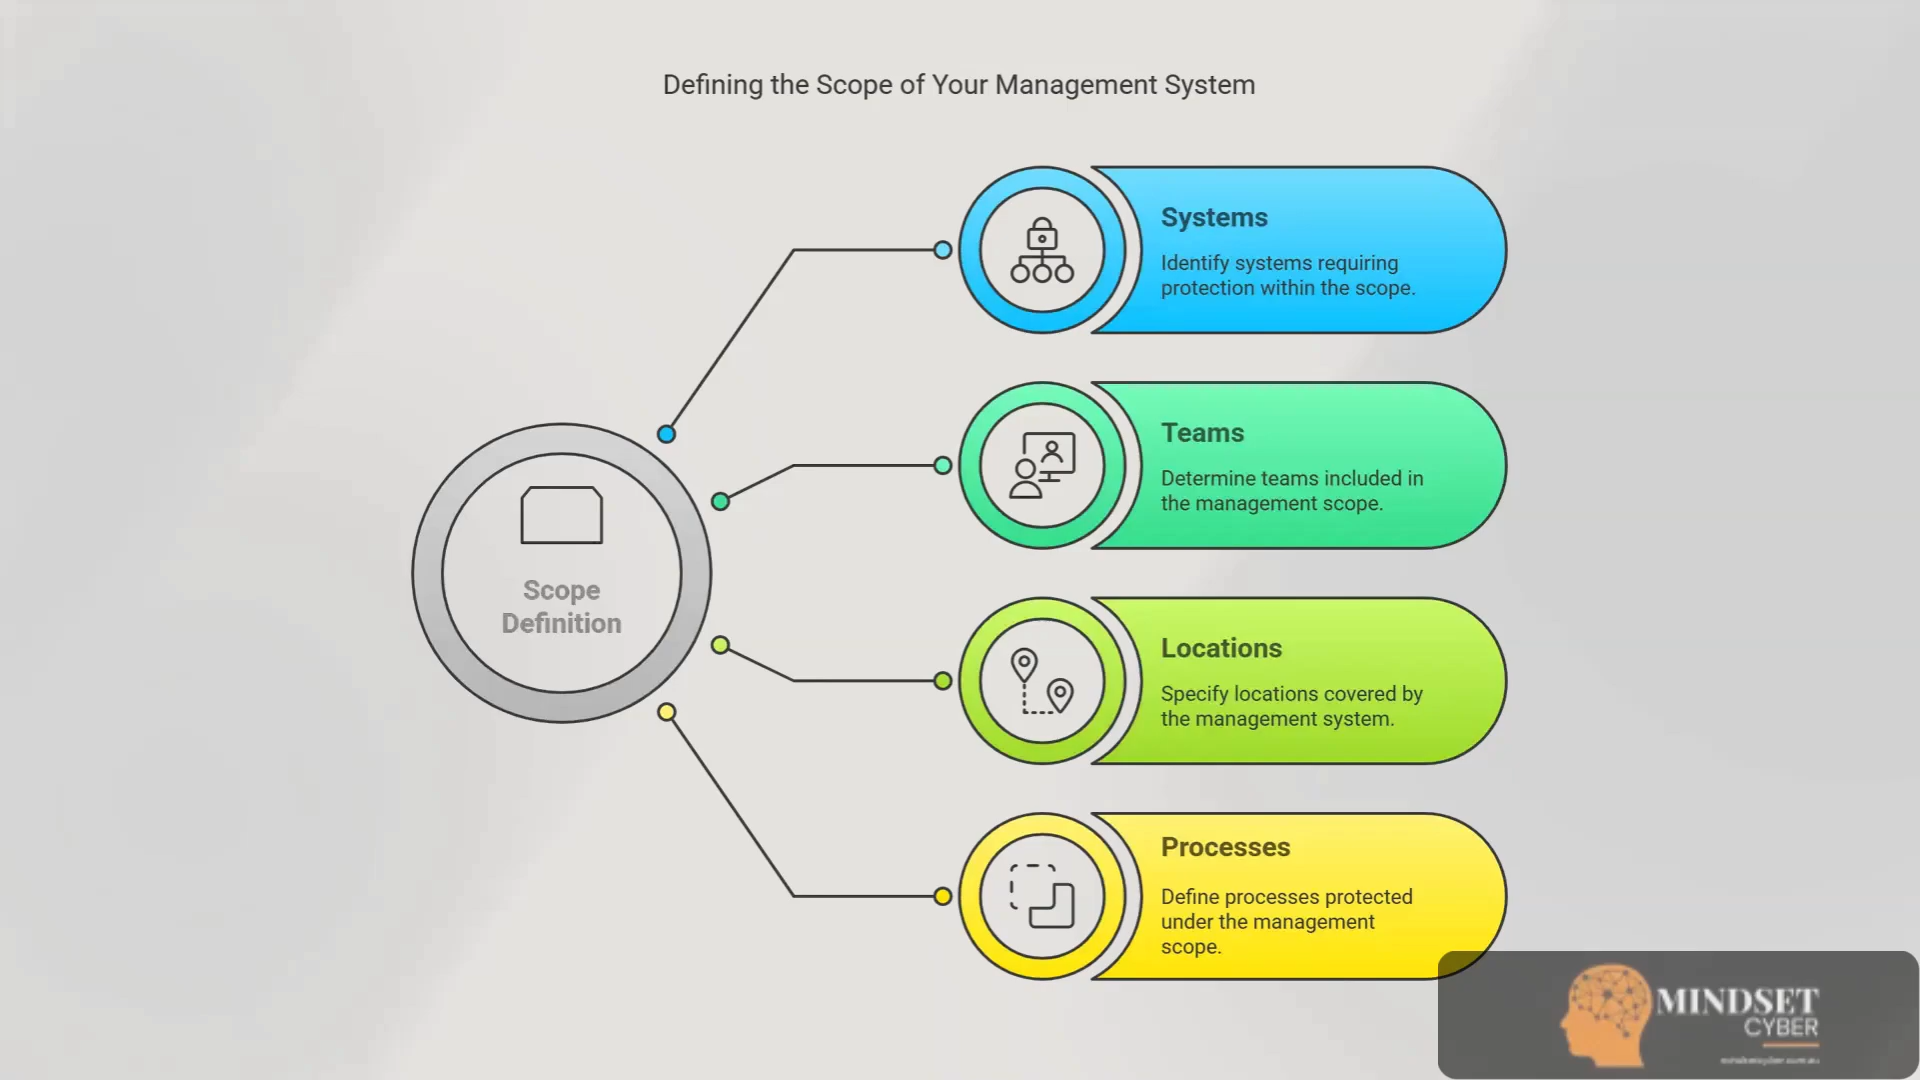 Defining the Scope of Your Management System
Systems
Identify systems requiring
protection within the scope.
Teams
Determine teams included in
the management scope.
Scope
Definition
Locations
Specify locations covered by
the management system.
Processes
Define processes protected
under the management
scope.
MINDSET
CYBER